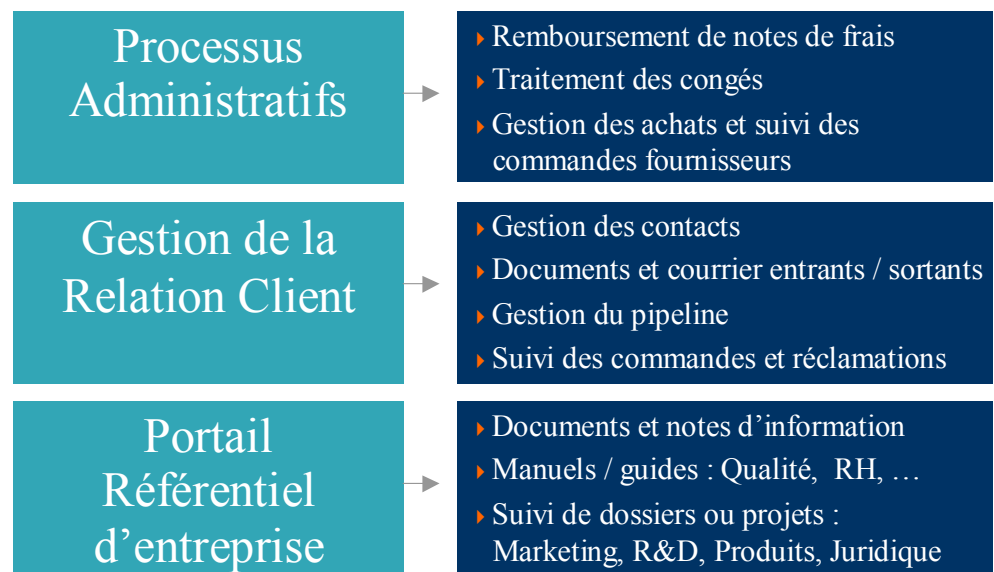 Processus
Administratifs
Remboursement de notes de frais
Traitement des congés
Gestion des achats et suivi des
commandes fournisseurs
Gestion de la
Relation Client
Gestion des contacts
Documents et courrier entrants / sortants
Gestion du pipeline
Suivi des commandes et réclamations
Portail
Référentiel
d’entreprise
Documents et notes d’information
Manuels / guides : Qualité, RH, …
Suivi de dossiers ou projets :
Marketing, R&D, Produits, Juridique